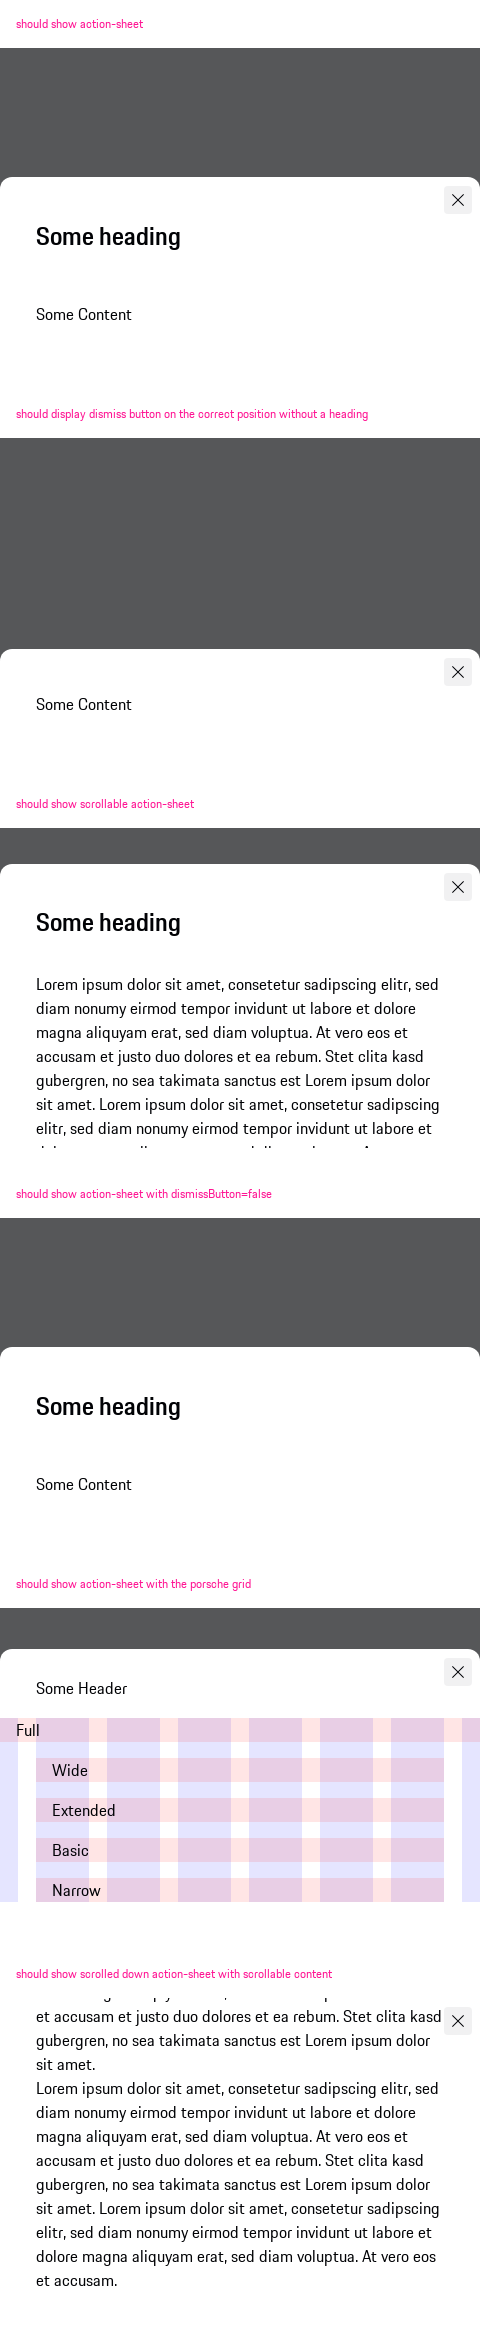 should show action-sheet
Some heading
Some Content
should display dismiss button on the correct position without a heading
Some Content
should show scrollable action-sheet
Some heading
Lorem ipsum dolor sit amet, consetetur sadipscing elitr, sed
diam nonumy eirmod tempor invidunt ut labore et dolore
magna aliquyam erat, sed diam voluptua. At vero eos et
accusam et justo duo dolores et ea rebum. Stet clita kasd
gubergren, no sea takimata sanctus est Lorem ipsum dolor
sit amet. Lorem ipsum dolor sit amet, consetetur sadipscing
elitr, sed diam nonumy eirmod tempor invidunt ut labore et
should show action-sheet with dismissButton=false
Some heading
Some Content
should show action-sheet with the porsche grid
Some Header
Full
Wide
Extended
Basic
Narrow
should show scrolled down action-sheet with scrollable content
et accusam et justo duo dolores et ea rebum. Stet clita kasd
gubergren, no sea takimata sanctus est Lorem ipsum dolor
sit amet.
Lorem ipsum dolor sit amet, consetetur sadipscing elitr, sed
diam nonumy eirmod tempor invidunt ut labore et dolore
magna aliquyam erat, sed diam voluptua. At vero eos et
accusam et justo duo dolores et ea rebum. Stet clita kasd
gubergren, no sea takimata sanctus est Lorem ipsum dolor
sit amet. Lorem ipsum dolor sit amet, consetetur sadipscing
elitr, sed diam nonumy eirmod tempor invidunt ut labore et
dolore magna aliquyam erat, sed diam voluptua. At vero eos
et accusam.